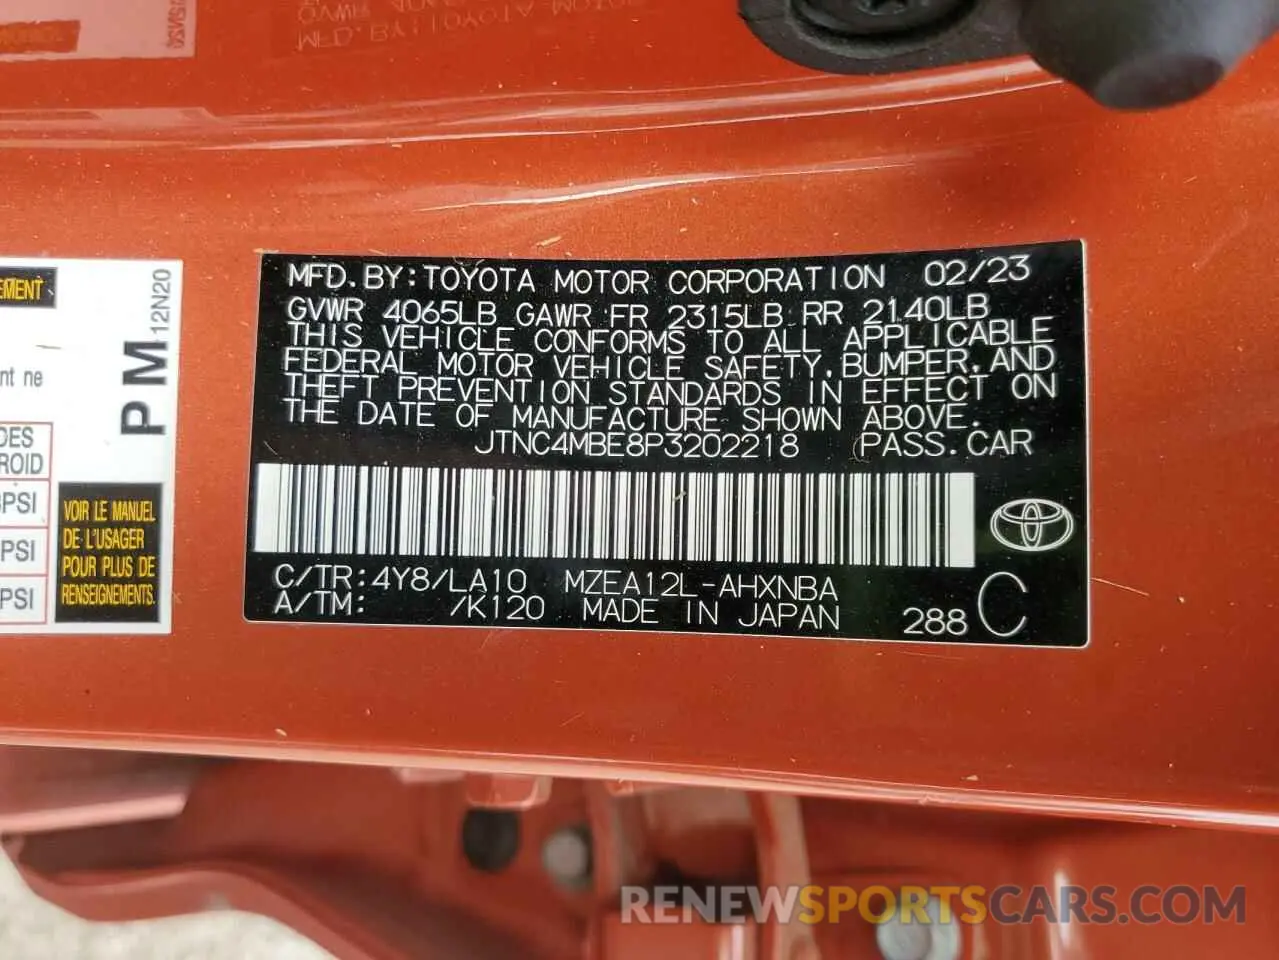 MFD. BY: TOYOTA MOTOR CORPORATION 02/23
GVWR 4065LB GAWR FR 2315LB RR 2140LB
THIS VEHICLE CONFORMS TO ALL APPLICABLE
FEDERAL MOTOR VEHICLE SAFETY, BUMPER, AND
THEFT PREVENTION STANDARDS IN EFFECT ON
THE DATE OF MANUFACTURE SHOWN ABOVE.
JTNC4MBE8P3202218 PASS. CAR
C/TR: 4Y8/LA10 MZEA12L-AHXNBA
A/TM: /K120 MADE IN JAPAN 288 C
PM 12N20
nt ne
PSI
PSI
VOIR LE MANUEL
DE L'USAGER
POUR PLUS DE
RENSEIGNEMENTS.
RENEWSPORTSCARS.COM